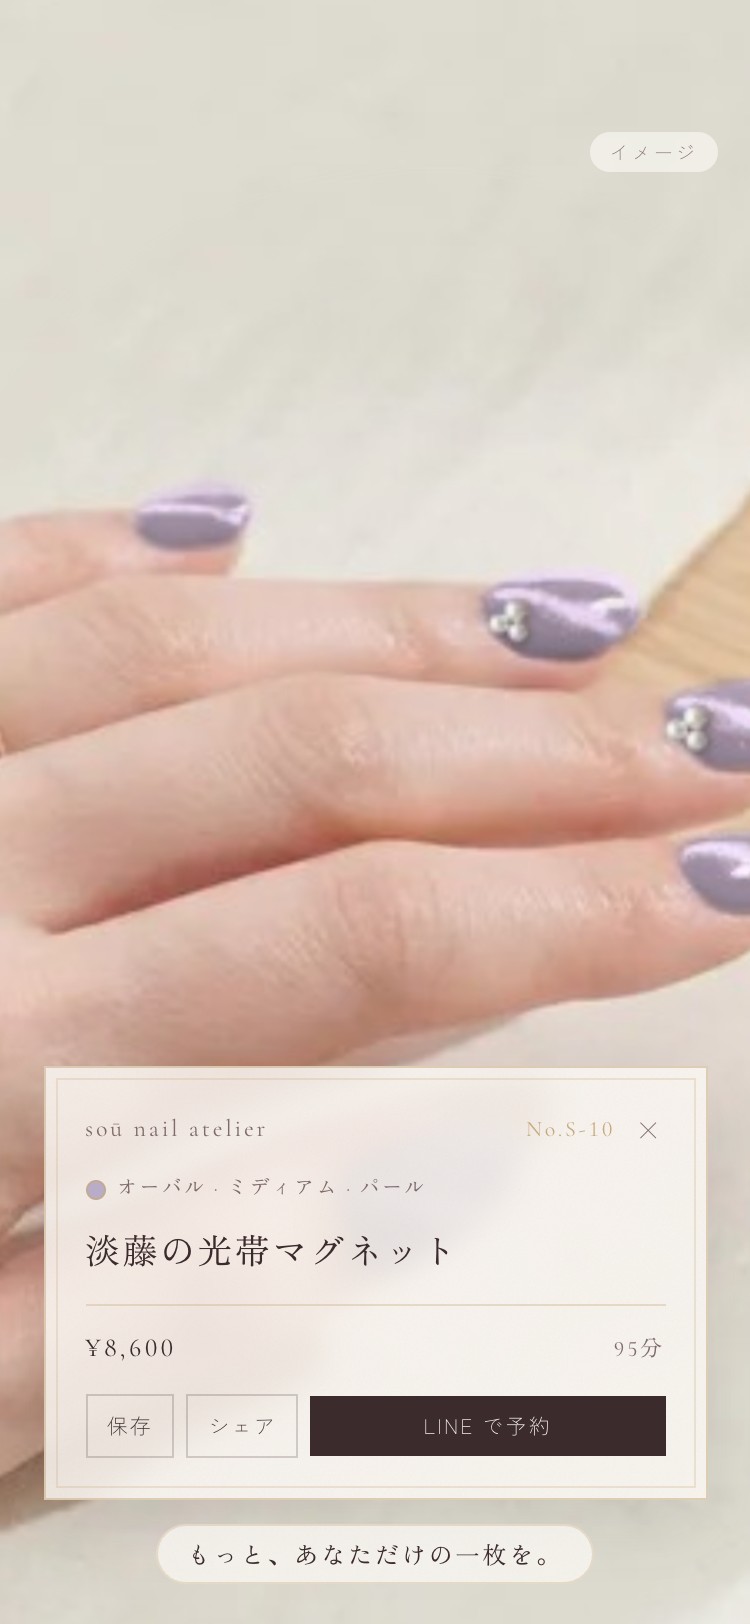 イメージ
soū nail atelier No.S-10 ×
オーバル · ミディアム · パール
淡藤の光帯マグネット
¥8,600 95分
保存 シェア LINE で予約
もっと、あなただけの一枚を。